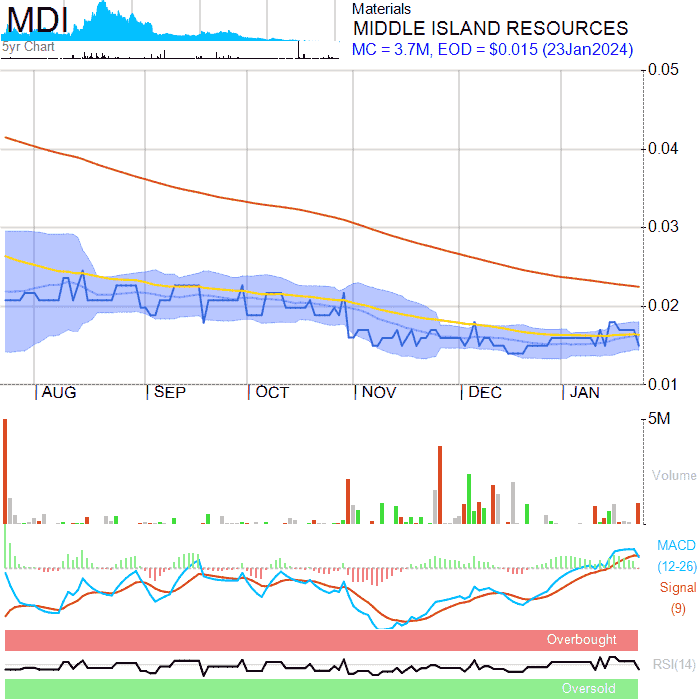 MDI
5yr Chart
Materials
MIDDLE ISLAND RESOURCES
MC = 3.7M, EOD = $0.015 (23Jan2024)
0.05
0.04
0.03
0.02
0.01
AUG SEP OCT NOV DEC JAN
5M
Volume
MACD
(12-26)
Signal
(9)
Overbought
RSI(14)
Oversold